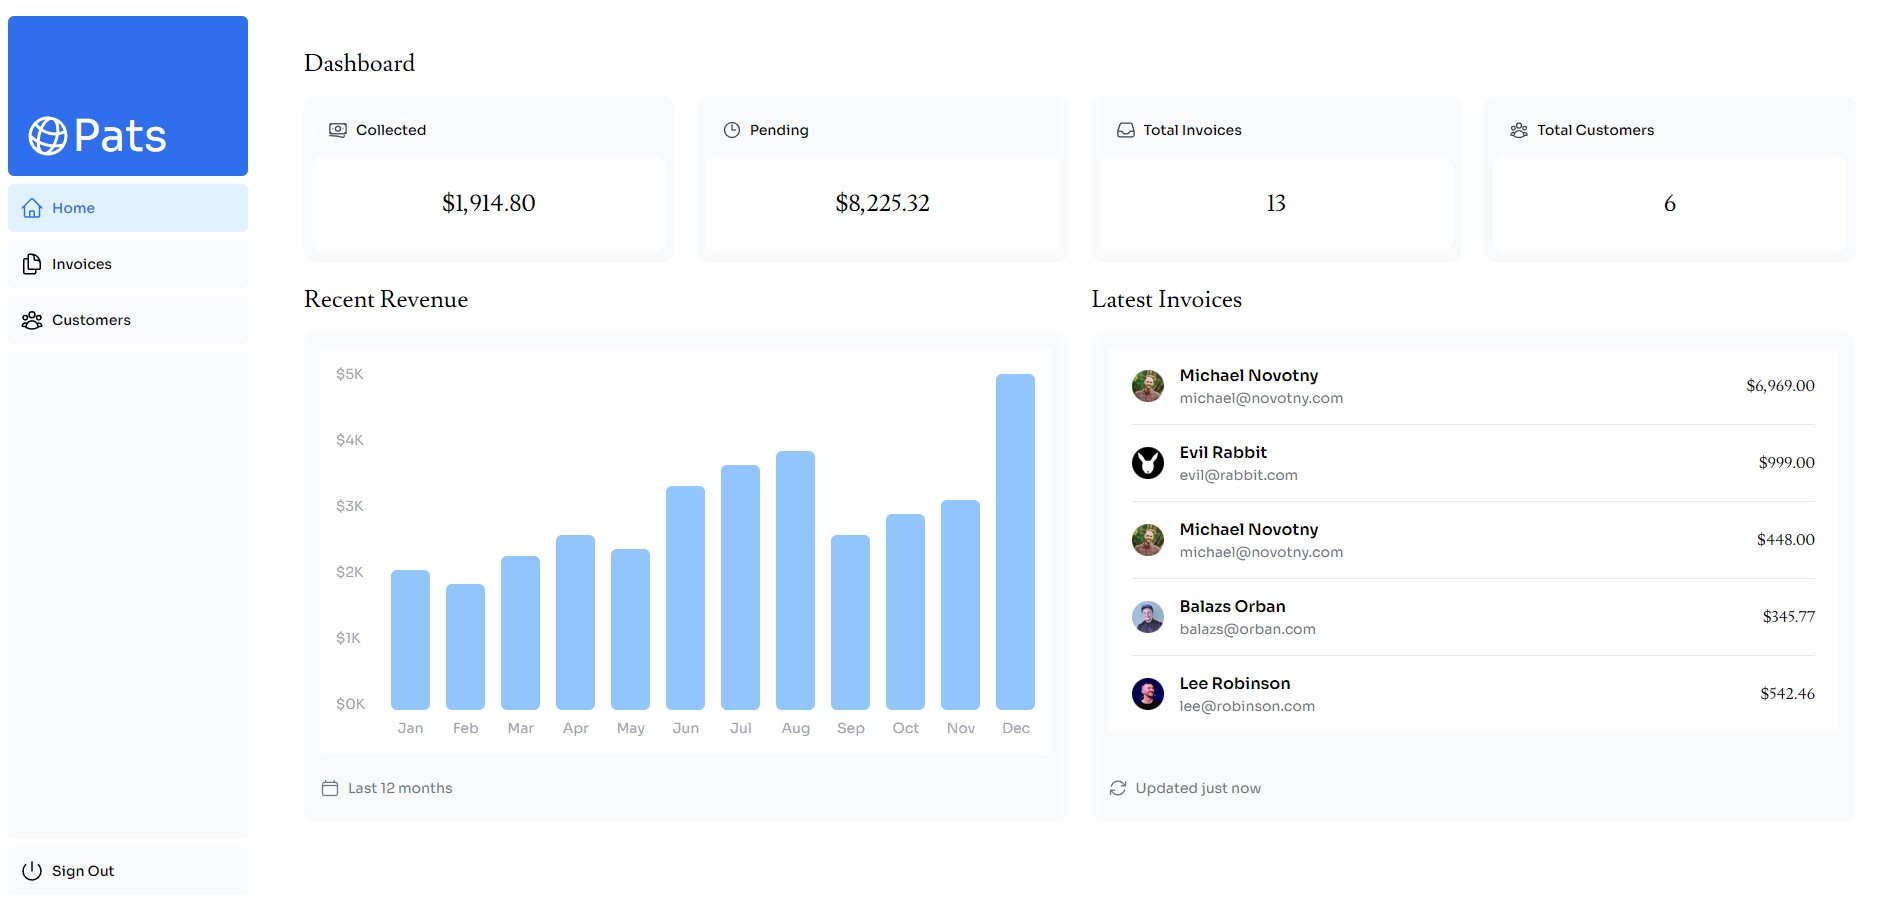 Pats
Home
Invoices
Customers
Sign Out
Dashboard
Collected
$1,914.80
Pending
$8,225.32
Total Invoices
13
Total Customers
6
Recent Revenue
$5K
$4K
$3K
$2K
$1K
$0K
Jan Feb Mar Apr May Jun Jul Aug Sep Oct Nov Dec
Last 12 months
Latest Invoices
Michael Novotny
michael@novotny.com
$6,969.00
Evil Rabbit
evil@rabbit.com
$999.00
Michael Novotny
michael@novotny.com
$448.00
Balazs Orban
balazs@orban.com
$345.77
Lee Robinson
lee@robinson.com
$542.46
Updated just now